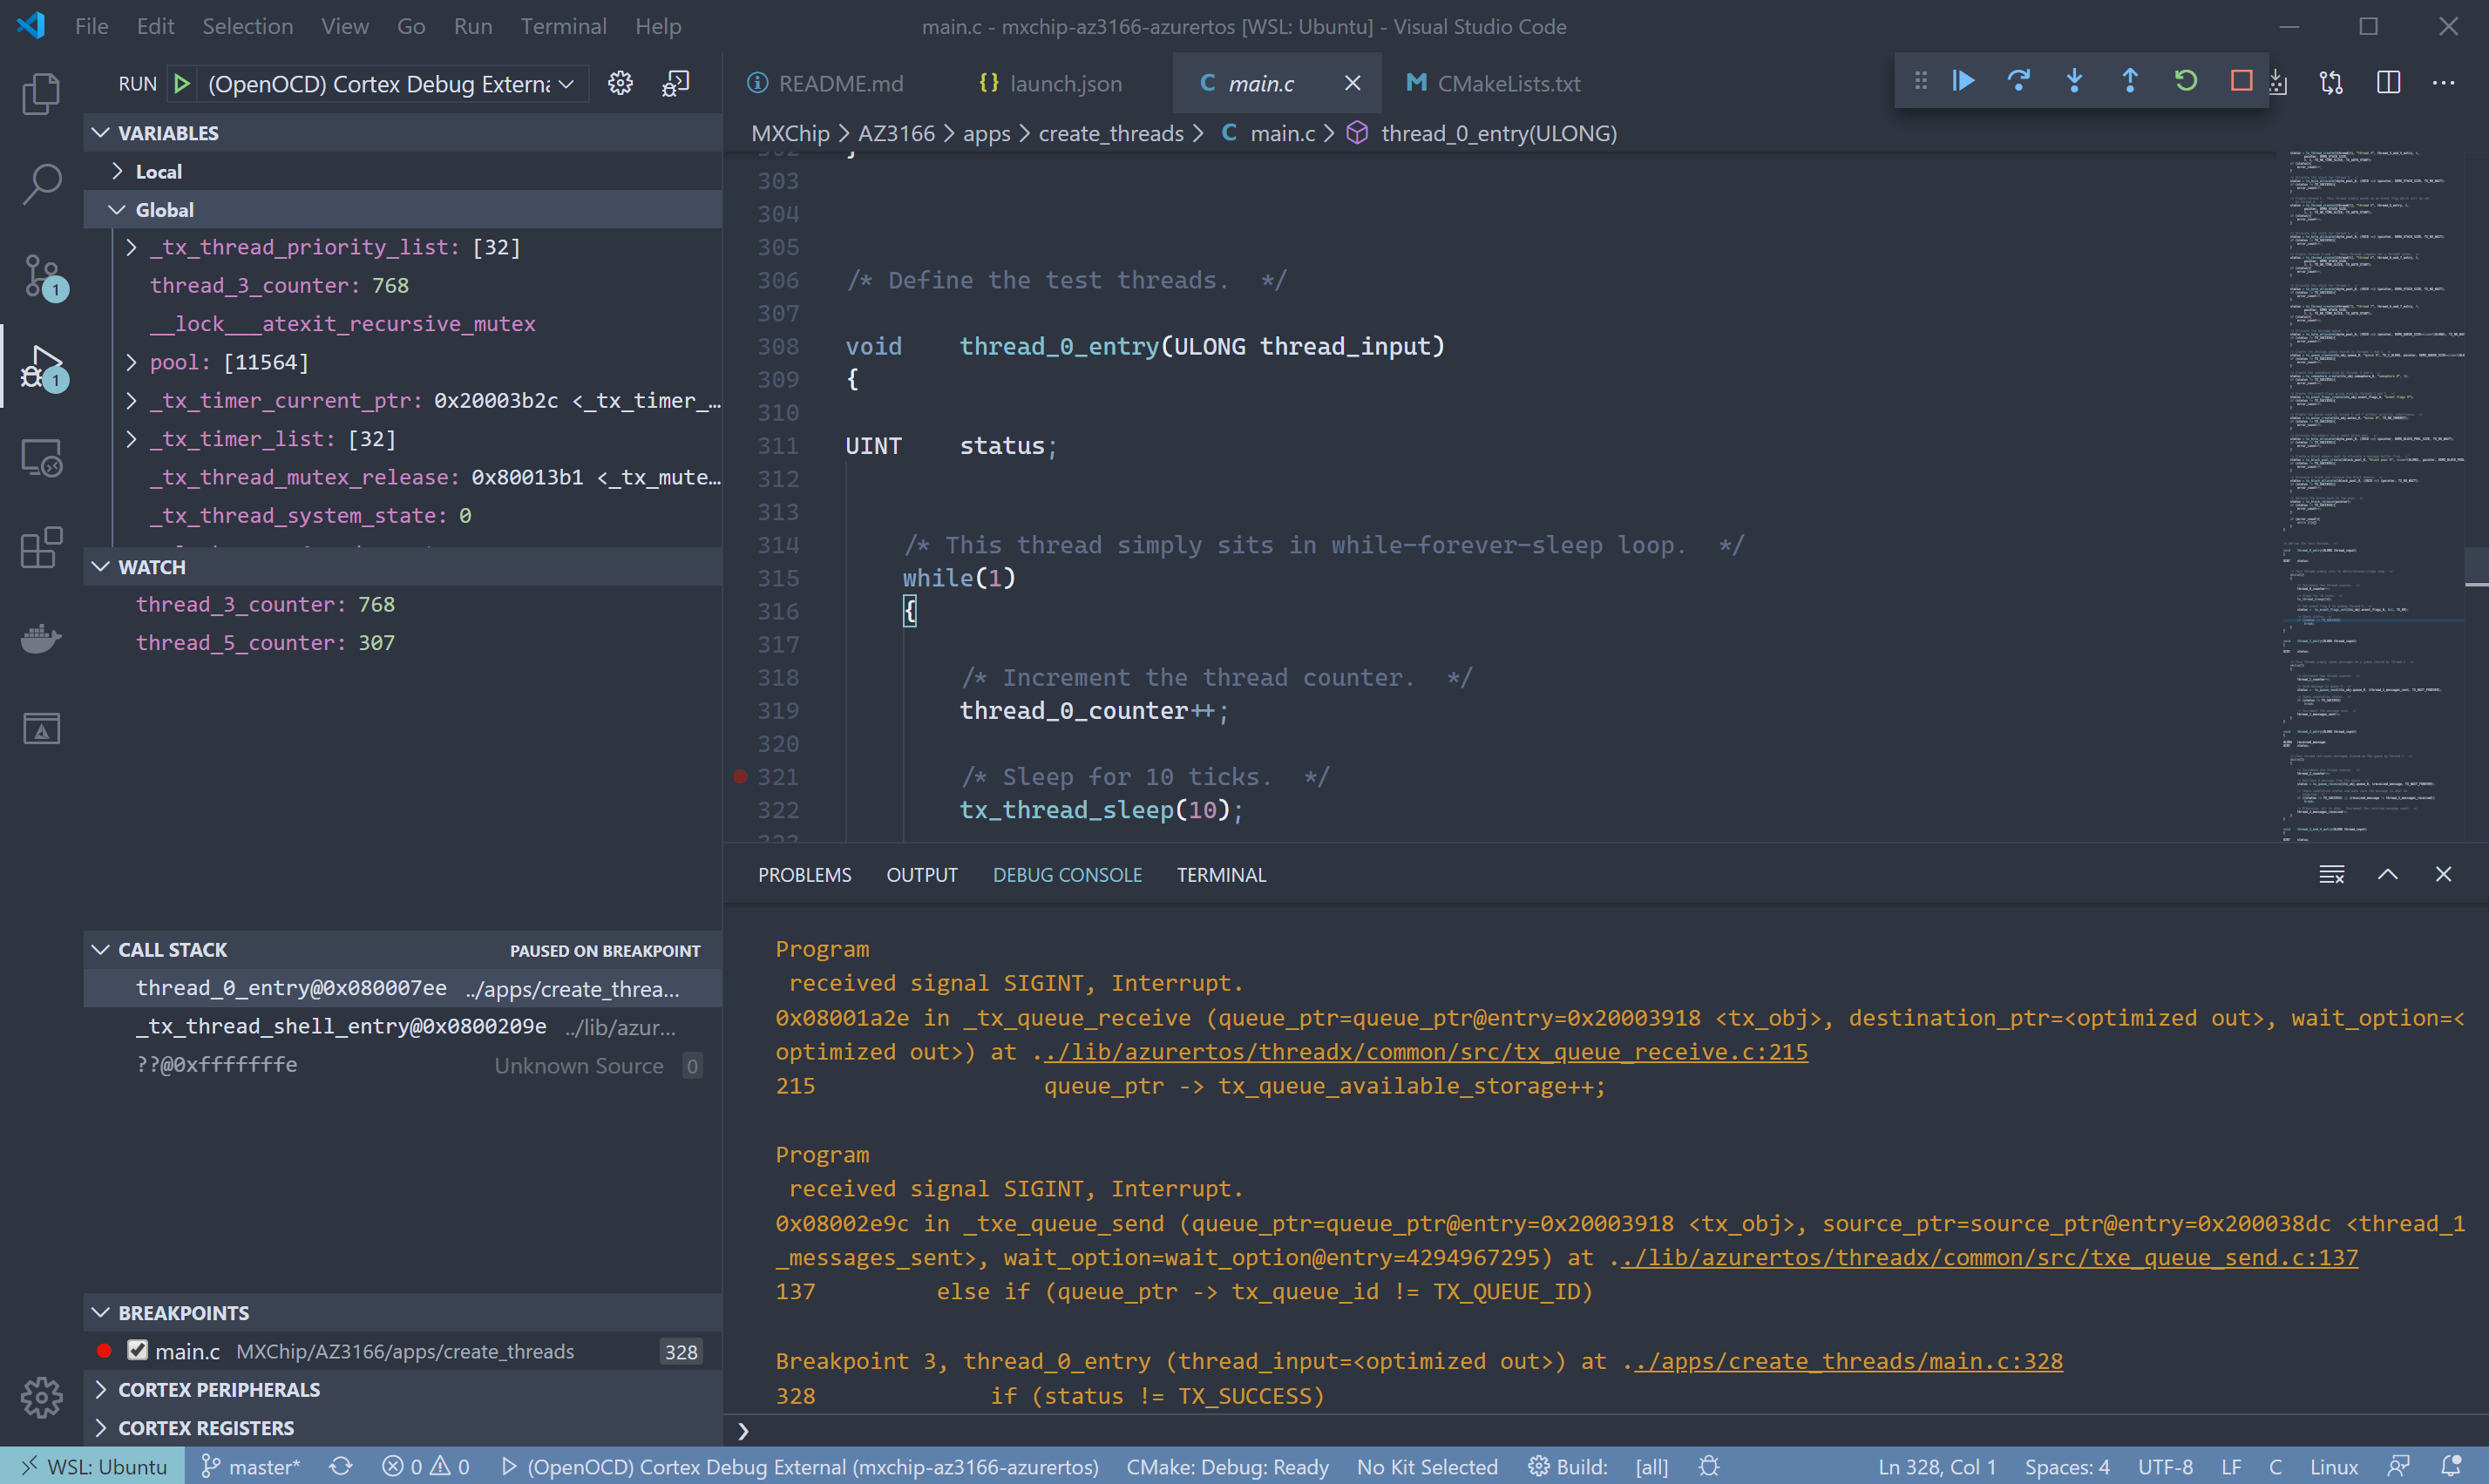 File Edit Selection View Go Run Terminal Help
main.c - mxchip-az3166-azurertos [WSL: Ubuntu] - Visual Studio Code
RUN (OpenOCD) Cortex Debug Externa
README.md
{} launch.json
C main.c
M CMakeLists.txt
MXChip > AZ3166 > apps > create_threads > C main.c > thread_0_entry(ULONG)
VARIABLES
Local
Global
_tx_thread_priority_list: [32]
thread_3_counter: 768
__lock___atexit_recursive_mutex
pool: [11564]
_tx_timer_current_ptr: 0x20003b2c <_tx_timer_…
_tx_timer_list: [32]
_tx_thread_mutex_release: 0x80013b1 <_tx_mute…
_tx_thread_system_state: 0
WATCH
thread_3_counter: 768
thread_5_counter: 307
CALL STACK PAUSED ON BREAKPOINT
thread_0_entry@0x080007ee ../apps/create_threa...
_tx_thread_shell_entry@0x0800209e ../lib/azur...
??@0xfffffffe Unknown Source 0
BREAKPOINTS
main.c MXChip/AZ3166/apps/create_threads 328
CORTEX PERIPHERALS
CORTEX REGISTERS
303
304
305
306 /* Define the test threads.  */
307
308 void    thread_0_entry(ULONG thread_input)
309 {
310
311 UINT    status;
312
313
314     /* This thread simply sits in while-forever-sleep loop.  */
315     while(1)
316     {
317
318         /* Increment the thread counter.  */
319         thread_0_counter++;
320
321         /* Sleep for 10 ticks.  */
322         tx_thread_sleep(10);
PROBLEMS OUTPUT DEBUG CONSOLE TERMINAL
Program
 received signal SIGINT, Interrupt.
0x08001a2e in _tx_queue_receive (queue_ptr=queue_ptr@entry=0x20003918 <tx_obj>, destination_ptr=<optimized out>, wait_option=<
optimized out>) at ../lib/azurertos/threadx/common/src/tx_queue_receive.c:215
215                 queue_ptr -> tx_queue_available_storage++;
Program
 received signal SIGINT, Interrupt.
0x08002e9c in _txe_queue_send (queue_ptr=queue_ptr@entry=0x20003918 <tx_obj>, source_ptr=source_ptr@entry=0x200038dc <thread_1
_messages_sent>, wait_option=wait_option@entry=4294967295) at ../lib/azurertos/threadx/common/src/txe_queue_send.c:137
137         else if (queue_ptr -> tx_queue_id != TX_QUEUE_ID)
Breakpoint 3, thread_0_entry (thread_input=<optimized out>) at ../apps/create_threads/main.c:328
328             if (status != TX_SUCCESS)
1
1
WSL: Ubuntu master* 0 0 (OpenOCD) Cortex Debug External (mxchip-az3166-azurertos) CMake: Debug: Ready No Kit Selected Build: [all] Ln 328, Col 1 Spaces: 4 UTF-8 LF C Linux